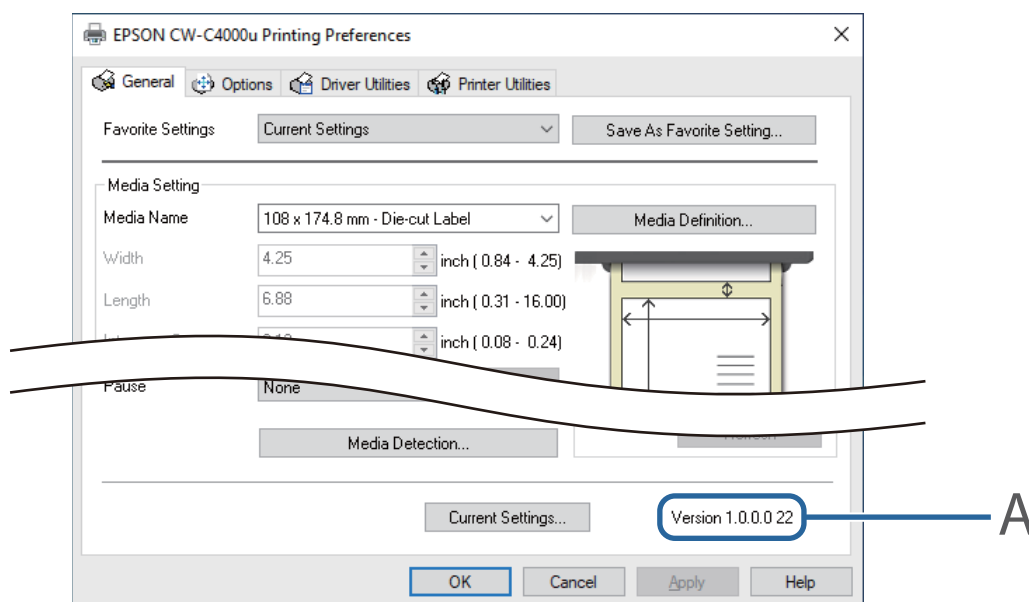 EPSON CW-C4000u Printing Preferences
General Options Driver Utilities Printer Utilities
Favorite Settings Current Settings Save As Favorite Setting...
Media Setting
Media Name 108 x 174.8 mm - Die-cut Label Media Definition...
Width 4.25 inch ( 0.84 - 4.25)
Length 6.88 inch ( 0.31 - 16.00)
inch ( 0.08 - 0.24)
Pause None
Media Detection...
Current Settings... Version 1.0.0.0 22 A
OK Cancel Apply Help